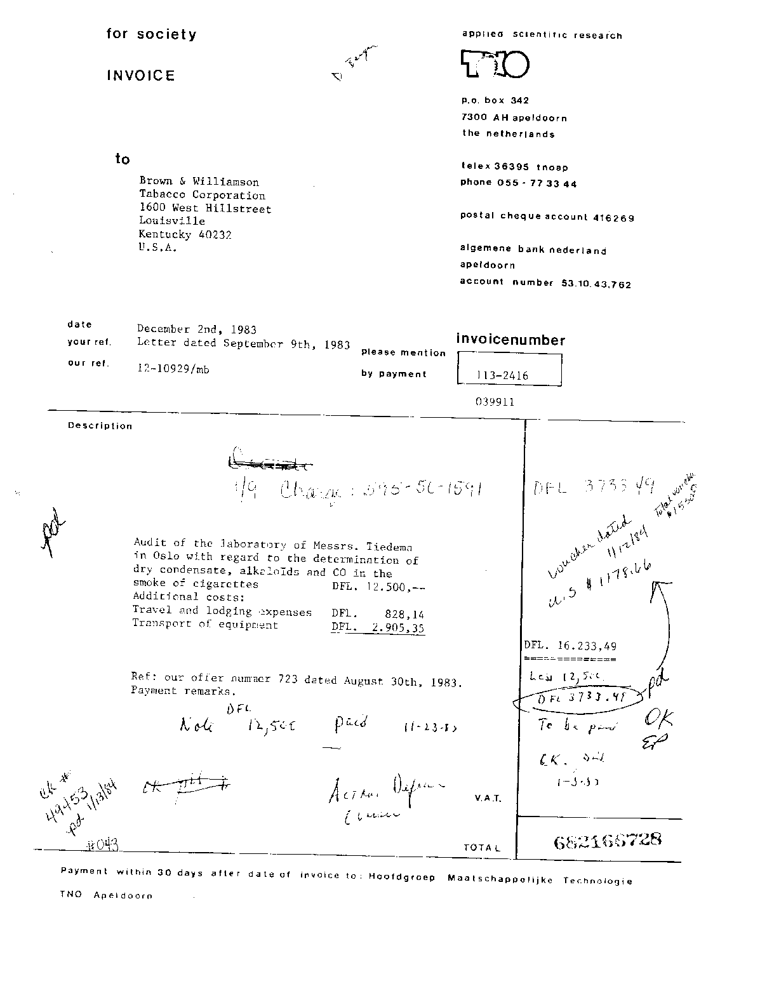 for society
INVOICE
applied scientific research
TNO
p.o. box 342
7300 AH apeldoorn
the netherlands
telex 36395 tnoap
phone 055 - 77 33 44
postal cheque account 416269
algemene bank nederland
apeldoorn
account number 53.10.43.762
to
Brown & Williamson
Tabacco Corporation
1600 West Hillstreet
Louisville
Kentucky 40232
U.S.A.
date December 2nd, 1983
your ref. Letter dated September 9th, 1983
our ref. 12-10929/mb
please mention
by payment
invoicenumber
113-2416
039911
Description
1/9 Charge: 595-56-1591
DFL 3733.49
pd
voucher dated
1/12/84
U.S $1178.66
Audit of the laboratory of Messrs. Tiedema
in Oslo with regard to the determination of
dry condensate, alkaloIds and CO in the
smoke of cigarettes DFL. 12.500,--
Additional costs:
Travel and lodging expenses DFL. 828,14
Transport of equipment DFL. 2.905,35
DFL. 16.233,49
Less 12,500
DFL 3733.49
pd
To be paid
OK
EP
Ref: our offer nummer 723 dated August 30th, 1983.
Payment remarks.
DFL
Note 12,500 paid 11-23-83
CK #
49453
pd 1/13/84
#043
V.A.T.
TOTAL
682166728
Payment within 30 days after date of invoice to: Hoofdgroep Maatschappelijke Technologie
TNO Apeldoorn